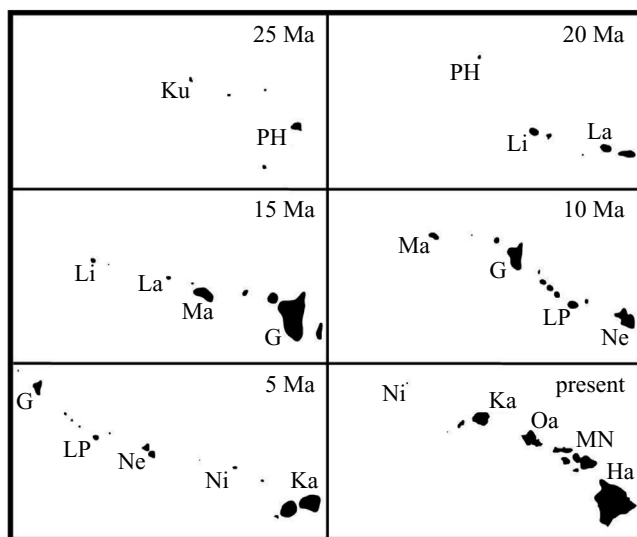 25 Ma
Ku
PH
20 Ma
PH
Li
La
15 Ma
Li
La
Ma
G
10 Ma
Ma
G
LP
Ne
5 Ma
G
LP
Ne
Ni
Ka
present
Ni
Ka
Oa
MN
Ha